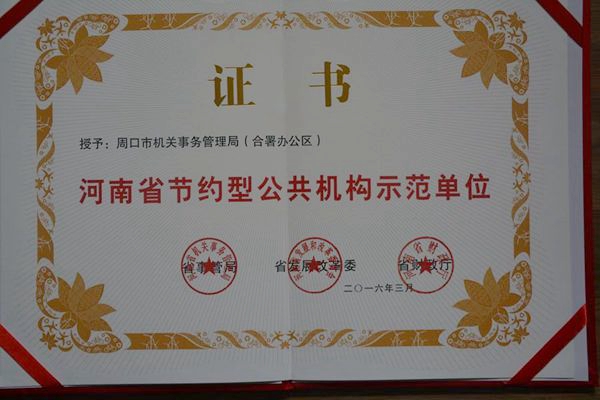 证书
授予：周口市机关事务管理局（合署办公区）
河南省节约型公共机构示范单位
省事管局 省发展改革委 省财政厅
二〇一六年三月